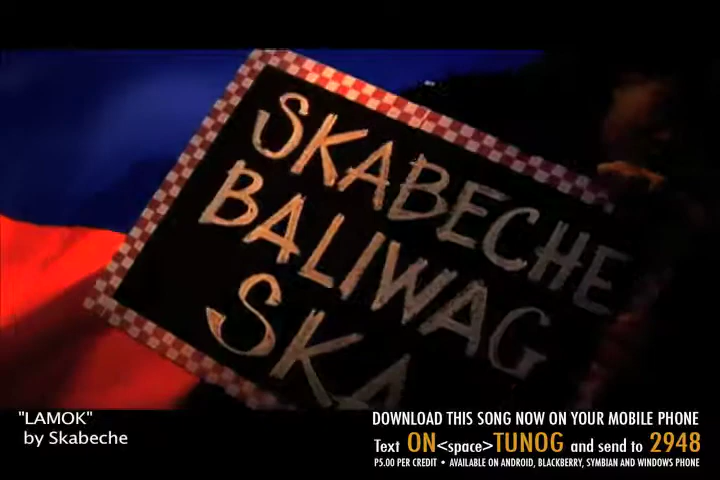 SKABECHE
BALIWAG
SKA
"LAMOK"
by Skabeche
DOWNLOAD THIS SONG NOW ON YOUR MOBILE PHONE
Text ON<space>TUNOG and send to 2948
P5.00 PER CREDIT • AVAILABLE ON ANDROID, BLACKBERRY, SYMBIAN AND WINDOWS PHONE